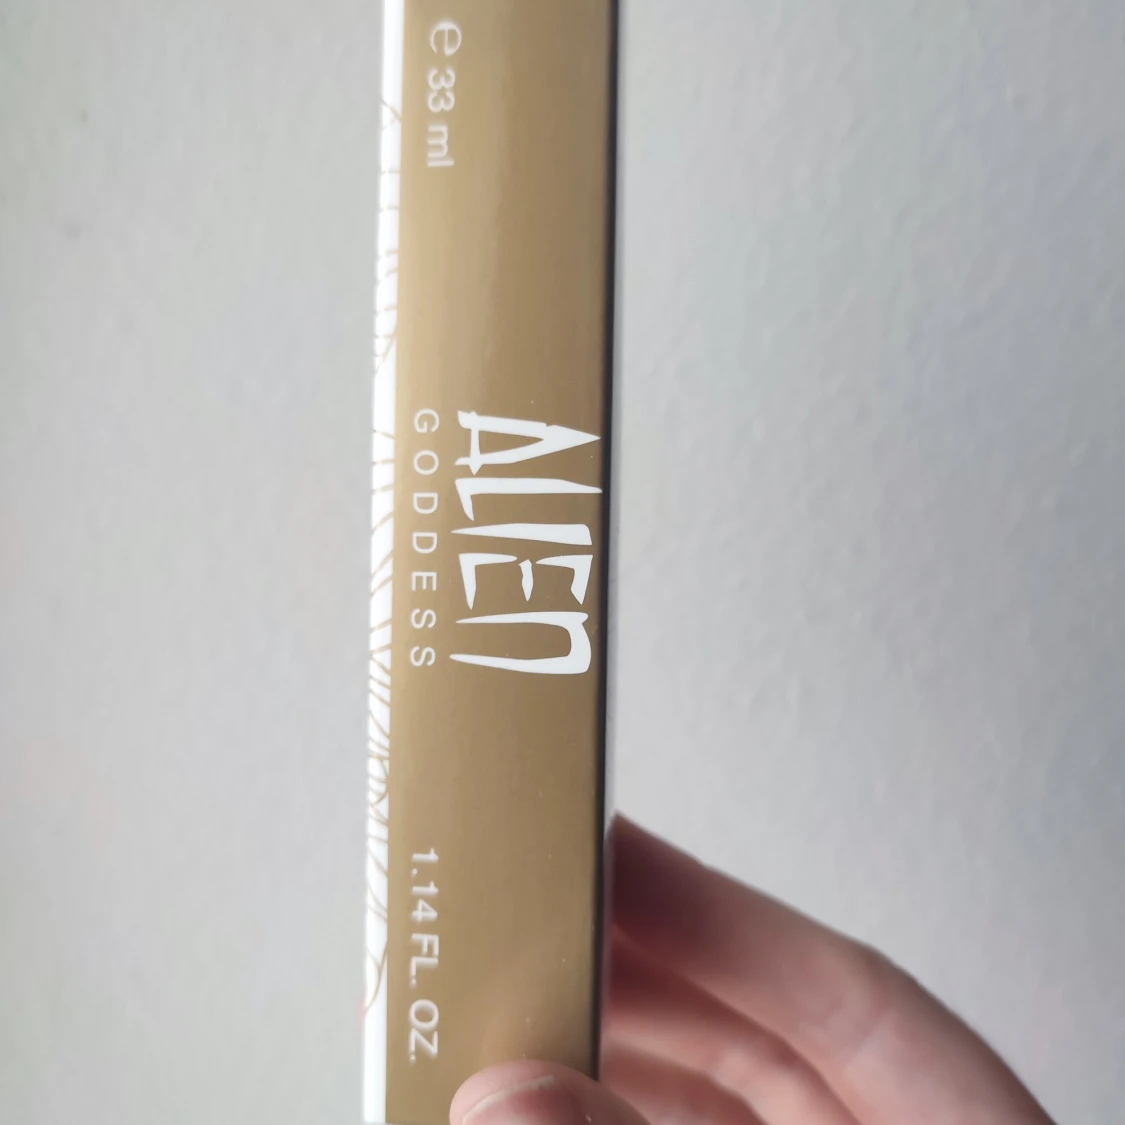 e 33 ml
ALIEN
GODDESS
1.14 FL. OZ.